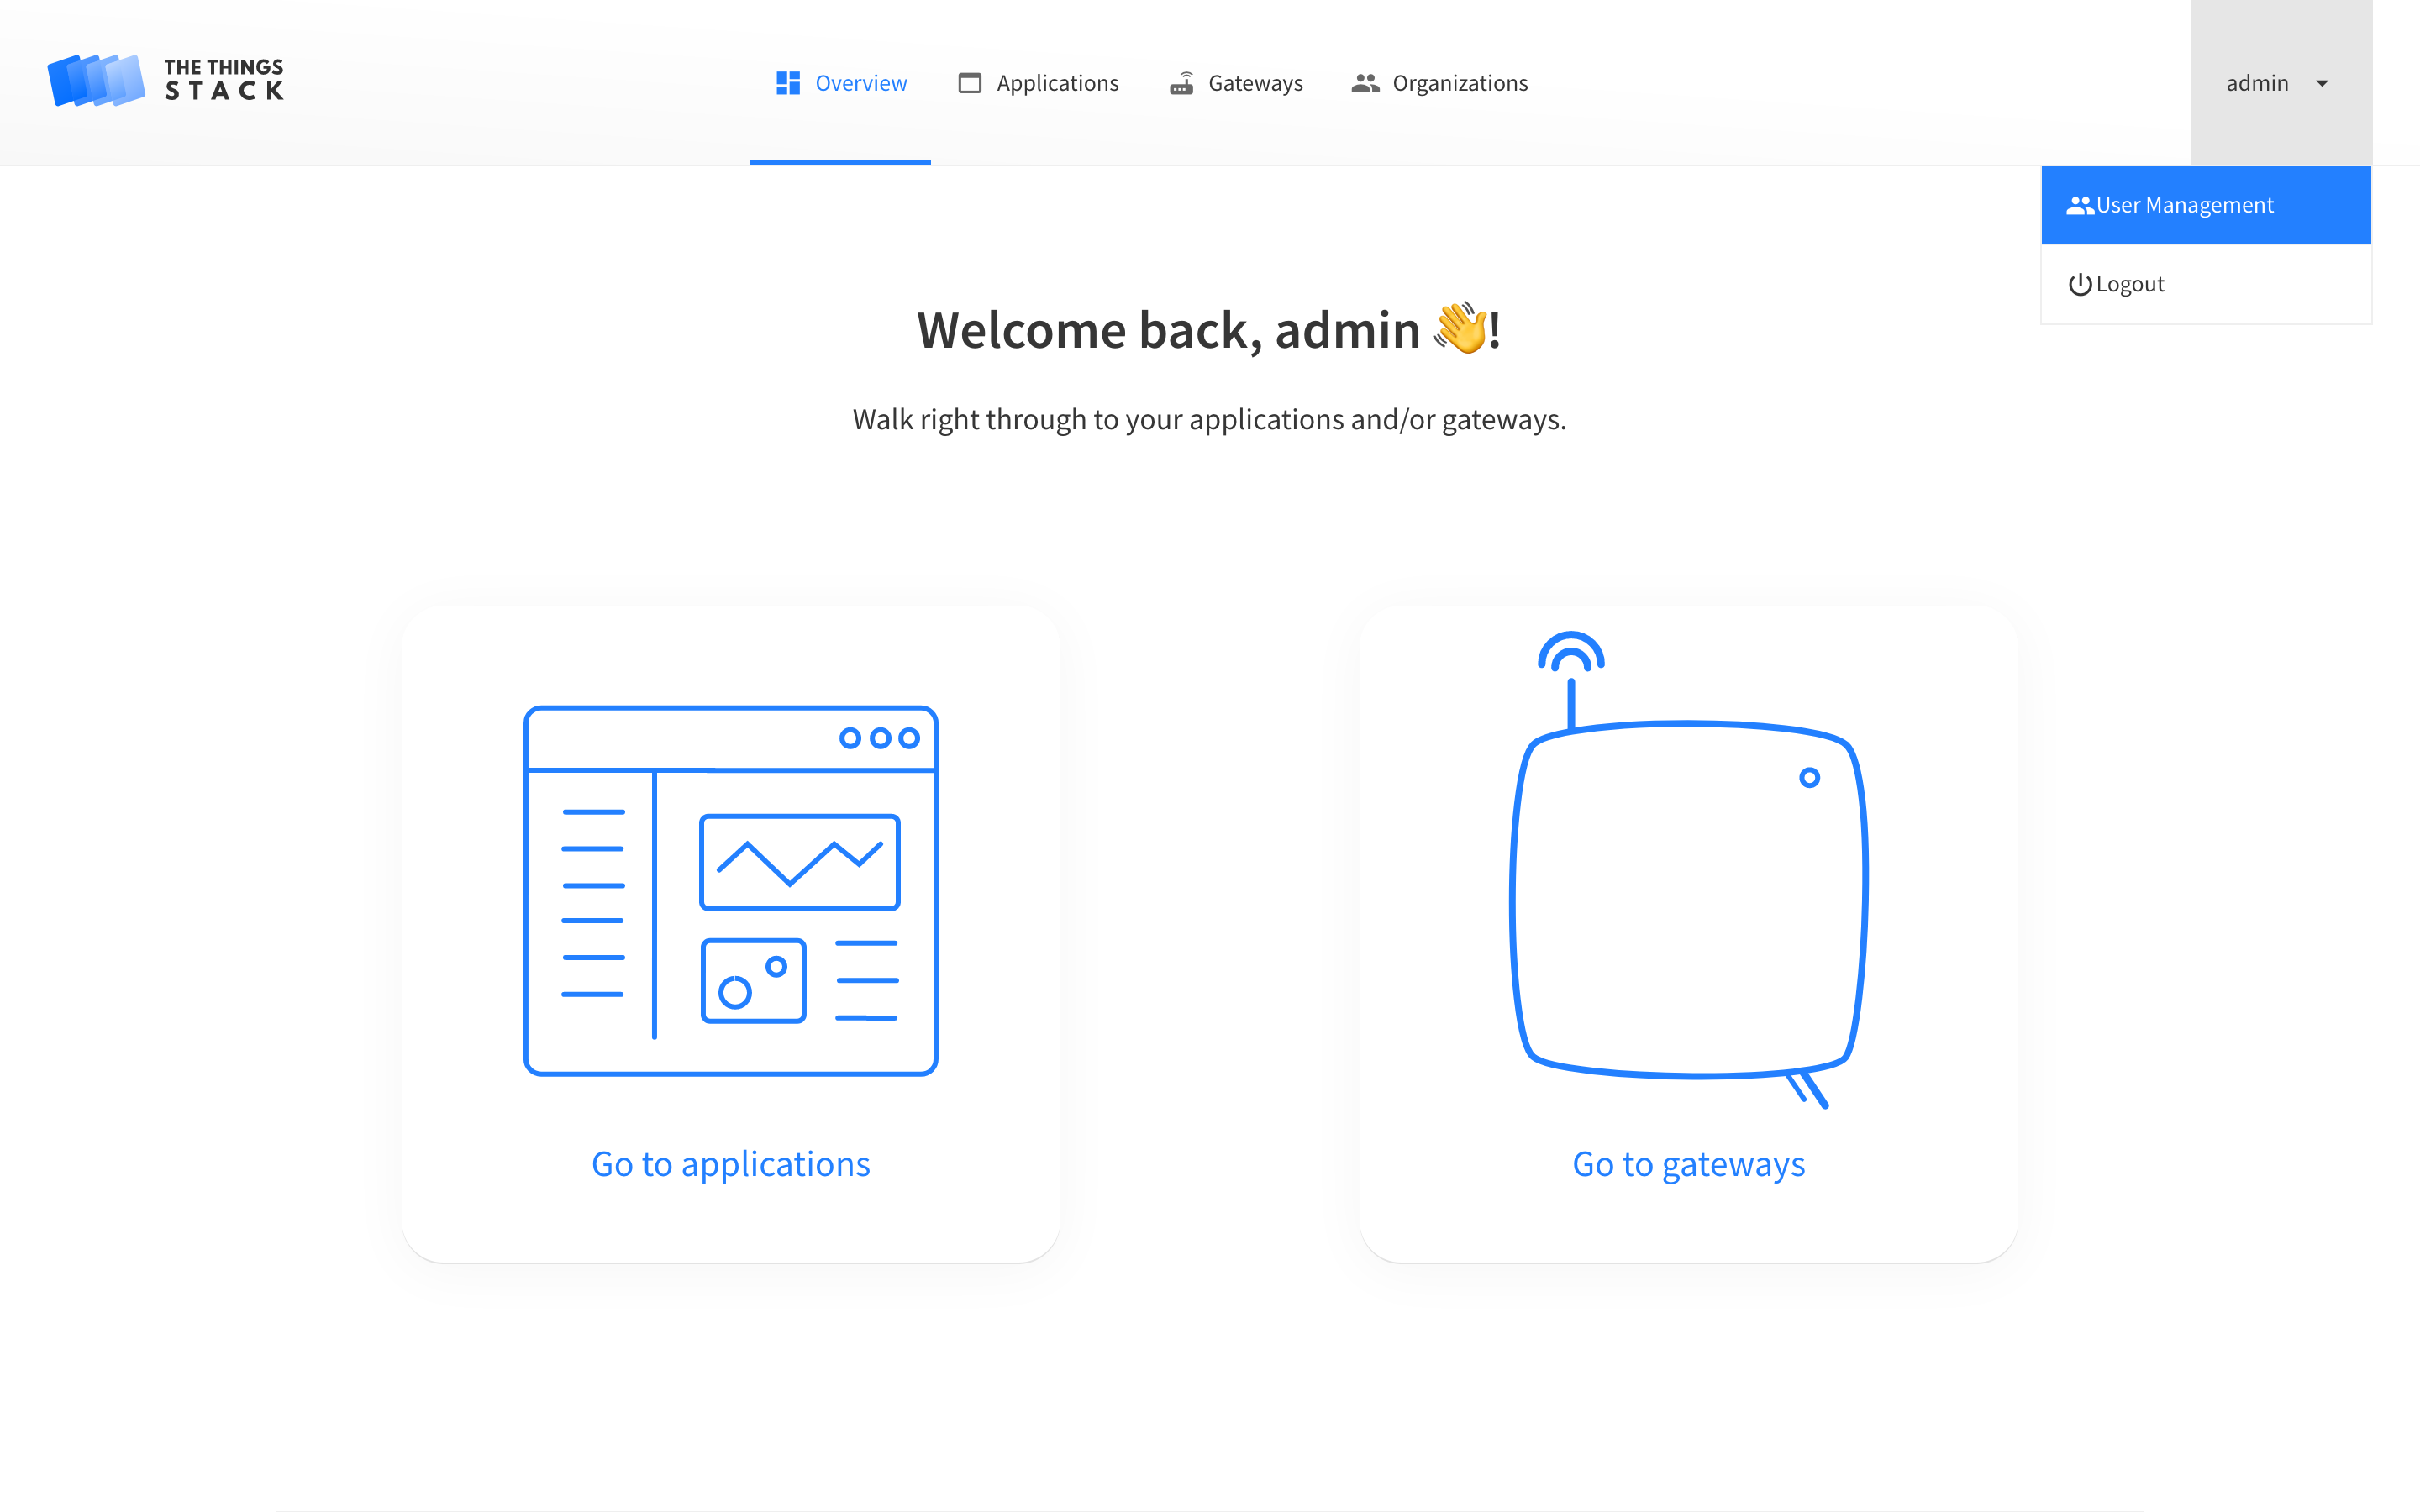 THE THINGS
STACK
Overview
Applications
Gateways
Organizations
admin
User Management
Logout
Welcome back, admin 👋!
Walk right through to your applications and/or gateways.
Go to applications
Go to gateways